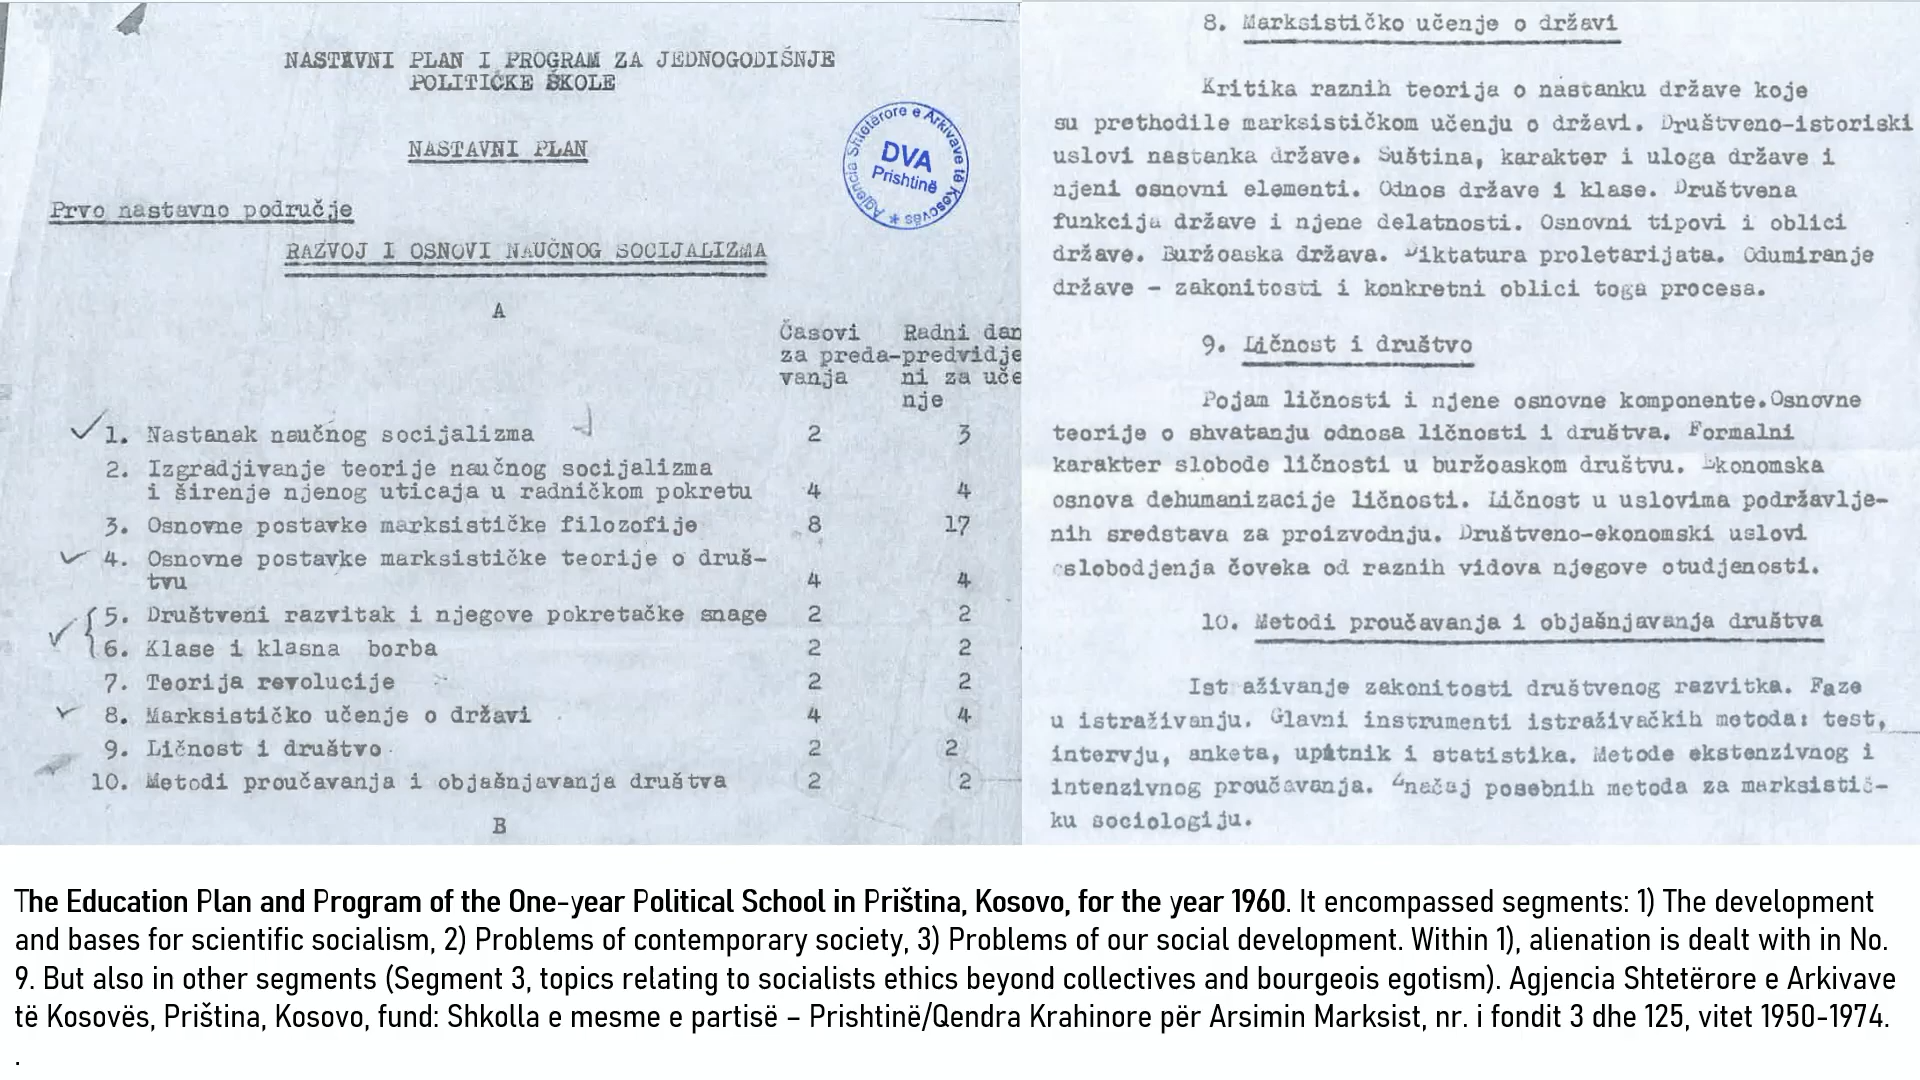 NASTAVNI PLAN I PROGRAM ZA JEDNOGODIŠNJE
POLITIČKE ŠKOLE
NASTAVNI PLAN
Agjencia Shtetërore e Arkivave të Kosovës *
DVA
Prishtinë
Prvo nastavno područje
RAZVOJ I OSNOVI NAUČNOG SOCIJALIZMA
A
Časovi Radni dan
za preda-predvidje
vanja ni za uče
nje
1. Nastanak naučnog socijalizma 2 3
2. Izgradjivanje teorije naučnog socijalizma
i širenje njenog uticaja u radničkom pokretu 4 4
3. Osnovne postavke marksističke filozofije 8 17
4. Osnovne postavke marksističke teorije o druš-
tvu 4 4
5. Društveni razvitak i njegove pokretačke snage 2 2
6. Klase i klasna borba 2 2
7. Teorija revolucije 2 2
8. Marksističko učenje o državi 4 4
9. Ličnost i društvo 2 2
10. Metodi proučavanja i objašnjavanja društva 2 2
B
8. Marksističko učenje o državi
Kritika raznih teorija o nastanku države koje
su prethodile marksističkom učenju o državi. Društveno-istoriski
uslovi nastanka države. Suština, karakter i uloga države i
njeni osnovni elementi. Odnos države i klase. Društvena
funkcija države i njene delatnosti. Osnovni tipovi i oblici
države. Buržoaska država. Diktatura proletarijata. Odumiranje
države - zakonitosti i konkretni oblici toga procesa.
9. Ličnost i društvo
Pojam ličnosti i njene osnovne komponente.Osnovne
teorije o shvatanju odnosa ličnosti i društva. Formalni
karakter slobode ličnosti u buržoaskom društvu. Ekonomska
osnova dehumanizacije ličnosti. Ličnost u uslovima podržavlje-
nih sredstava za proizvodnju. Društveno-ekonomski uslovi
oslobodjenja čoveka od raznih vidova njegove otudjenosti.
10. Metodi proučavanja i objašnjavanja društva
Istraživanje zakonitosti društvenog razvitka. Faze
u istraživanju. Glavni instrumenti istraživačkih metoda: test,
intervju, anketa, upitnik i statistika. Metode ekstenzivnog i
intenzivnog proučavanja. Značaj posebnih metoda za marksistič-
ku sociologiju.
The Education Plan and Program of the One-year Political School in Priština, Kosovo, for the year 1960. It encompassed segments: 1) The development
and bases for scientific socialism, 2) Problems of contemporary society, 3) Problems of our social development. Within 1), alienation is dealt with in No.
9. But also in other segments (Segment 3, topics relating to socialists ethics beyond collectives and bourgeois egotism). Agjencia Shtetërore e Arkivave
të Kosovës, Priština, Kosovo, fund: Shkolla e mesme e partisë – Prishtinë/Qendra Krahinore për Arsimin Marksist, nr. i fondit 3 dhe 125, vitet 1950-1974.
.